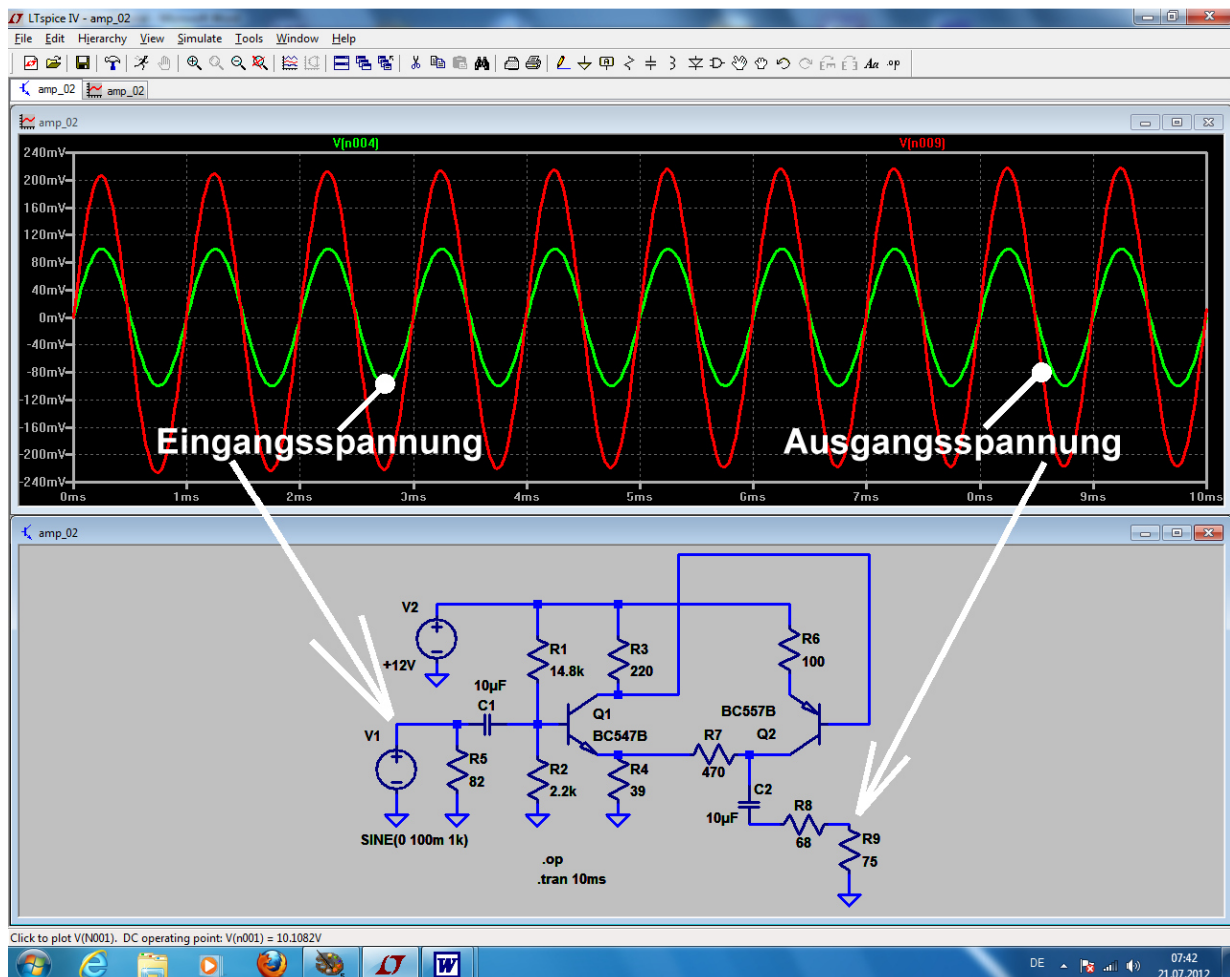 LTspice IV - amp_02
File Edit Hierarchy View Simulate Tools Window Help
Aa .op
amp_02 amp_02
amp_02
V(n004) V(n009)
240mV
200mV
160mV
120mV
80mV
40mV
0mV
-40mV
-80mV
-120mV
-160mV
-200mV
-240mV
Eingangsspannung Ausgangsspannung
0ms 1ms 2ms 3ms 4ms 5ms 6ms 7ms 8ms 9ms 10ms
amp_02
V2
+12V
R1
14.8k
R3
220
R6
100
10µF
C1
V1
R5
82
Q1
BC547B
BC557B
Q2
R7
470
R2
2.2k
R4
39
C2
10µF
R8
68
R9
75
SINE(0 100m 1k)
.op
.tran 10ms
Click to plot V(N001). DC operating point: V(n001) = 10.1082V
W
DE
07:42
21.07.2012